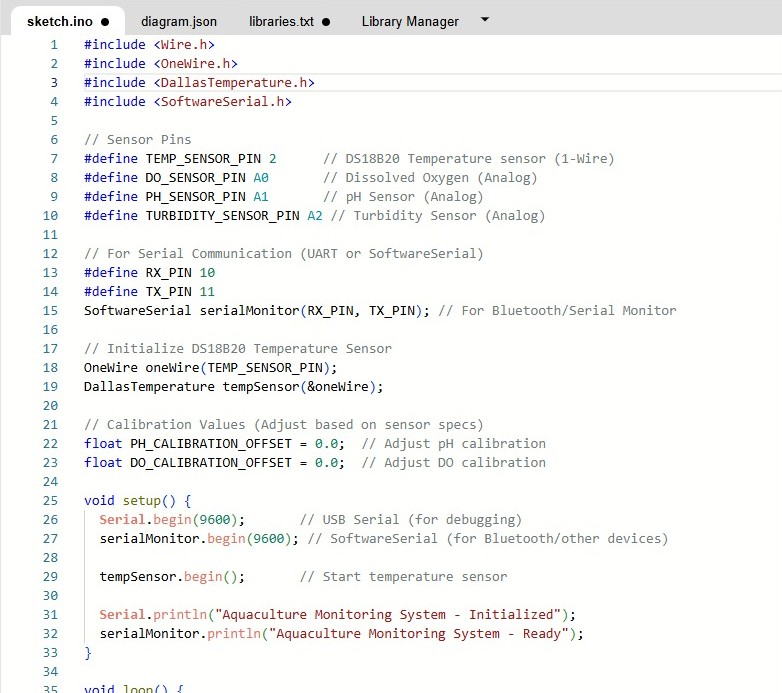 sketch.ino ● diagram.json libraries.txt ● Library Manager ▼
1 #include <Wire.h>
2 #include <OneWire.h>
3 #include <DallasTemperature.h>
4 #include <SoftwareSerial.h>
5
6 // Sensor Pins
7 #define TEMP_SENSOR_PIN 2 // DS18B20 Temperature sensor (1-Wire)
8 #define DO_SENSOR_PIN A0 // Dissolved Oxygen (Analog)
9 #define PH_SENSOR_PIN A1 // pH Sensor (Analog)
10 #define TURBIDITY_SENSOR_PIN A2 // Turbidity Sensor (Analog)
11
12 // For Serial Communication (UART or SoftwareSerial)
13 #define RX_PIN 10
14 #define TX_PIN 11
15 SoftwareSerial serialMonitor(RX_PIN, TX_PIN); // For Bluetooth/Serial Monitor
16
17 // Initialize DS18B20 Temperature Sensor
18 OneWire oneWire(TEMP_SENSOR_PIN);
19 DallasTemperature tempSensor(&oneWire);
20
21 // Calibration Values (Adjust based on sensor specs)
22 float PH_CALIBRATION_OFFSET = 0.0; // Adjust pH calibration
23 float DO_CALIBRATION_OFFSET = 0.0; // Adjust DO calibration
24
25 void setup() {
26 Serial.begin(9600); // USB Serial (for debugging)
27 serialMonitor.begin(9600); // SoftwareSerial (for Bluetooth/other devices)
28
29 tempSensor.begin(); // Start temperature sensor
30
31 Serial.println("Aquaculture Monitoring System - Initialized");
32 serialMonitor.println("Aquaculture Monitoring System - Ready");
33 }
34
35 void loop() {